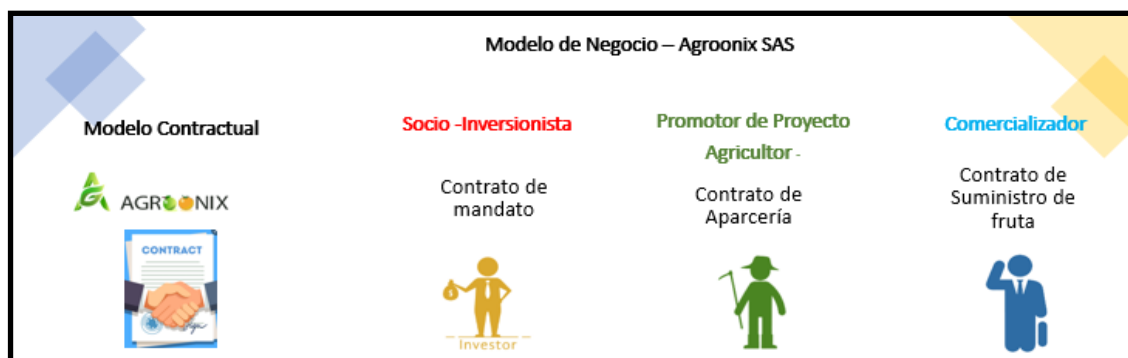 Modelo de Negocio – Agroonix SAS
Modelo Contractual
AGROONIX
CONTRACT
Socio -Inversionista
Contrato de
mandato
Investor
Promotor de Proyecto
Agricultor -
Contrato de
Aparcería
Comercializador
Contrato de
Suministro de
fruta